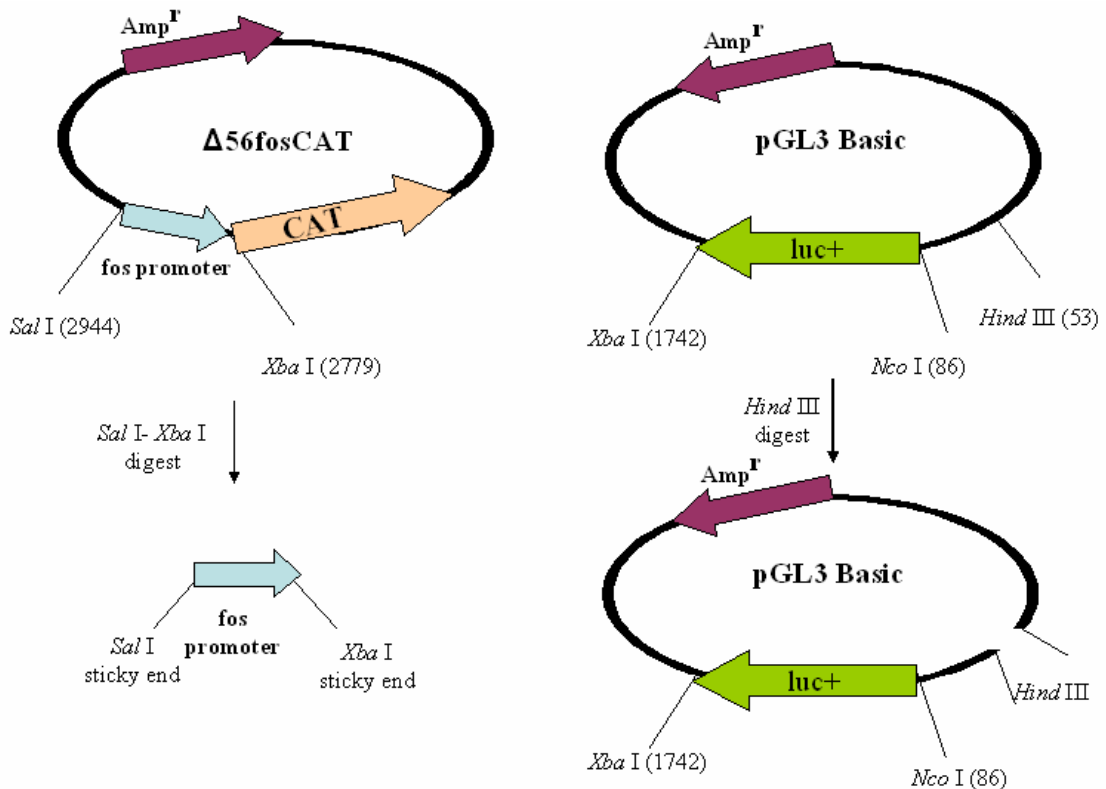 Ampr
Δ56fosCAT
CAT
fos promoter
Sal I (2944)
Xba I (2779)
Sal I- Xba I
digest
fos
promoter
Sal I
sticky end
Xba I
sticky end
Ampr
pGL3 Basic
luc+
Xba I (1742)
Nco I (86)
Hind III (53)
Hind III
digest
Ampr
pGL3 Basic
luc+
Hind III
Xba I (1742)
Nco I (86)